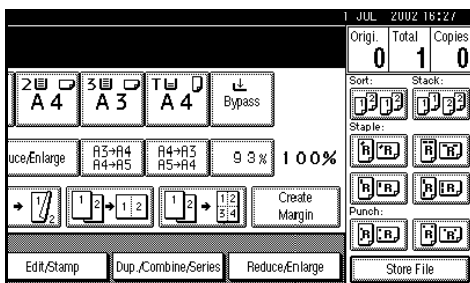 1 JUL 2002 16:27
Origi. Total Copies
0 1 0
2 A4
3 A3
T A4
Bypass
Sort: Stack:
Staple:
uce/Enlarge
A3→A4
A4→A5
A4→A3
A5→A4
93%
100%
Create
Margin
Punch:
Edit/Stamp
Dup./Combine/Series
Reduce/Enlarge
Store File